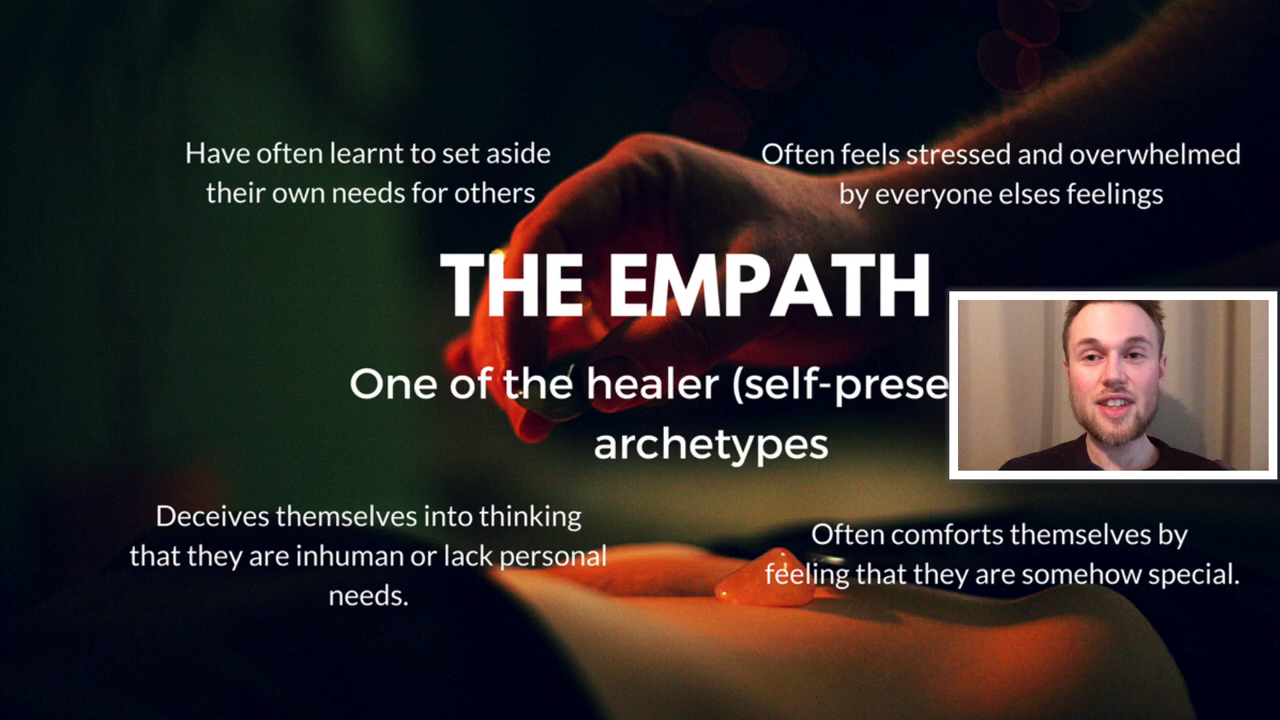 Have often learnt to set aside
their own needs for others
Often feels stressed and overwhelmed
by everyone elses feelings
THE EMPATH
One of the healer (self-prese
archetypes
Deceives themselves into thinking
that they are inhuman or lack personal
needs.
Often comforts themselves by
feeling that they are somehow special.